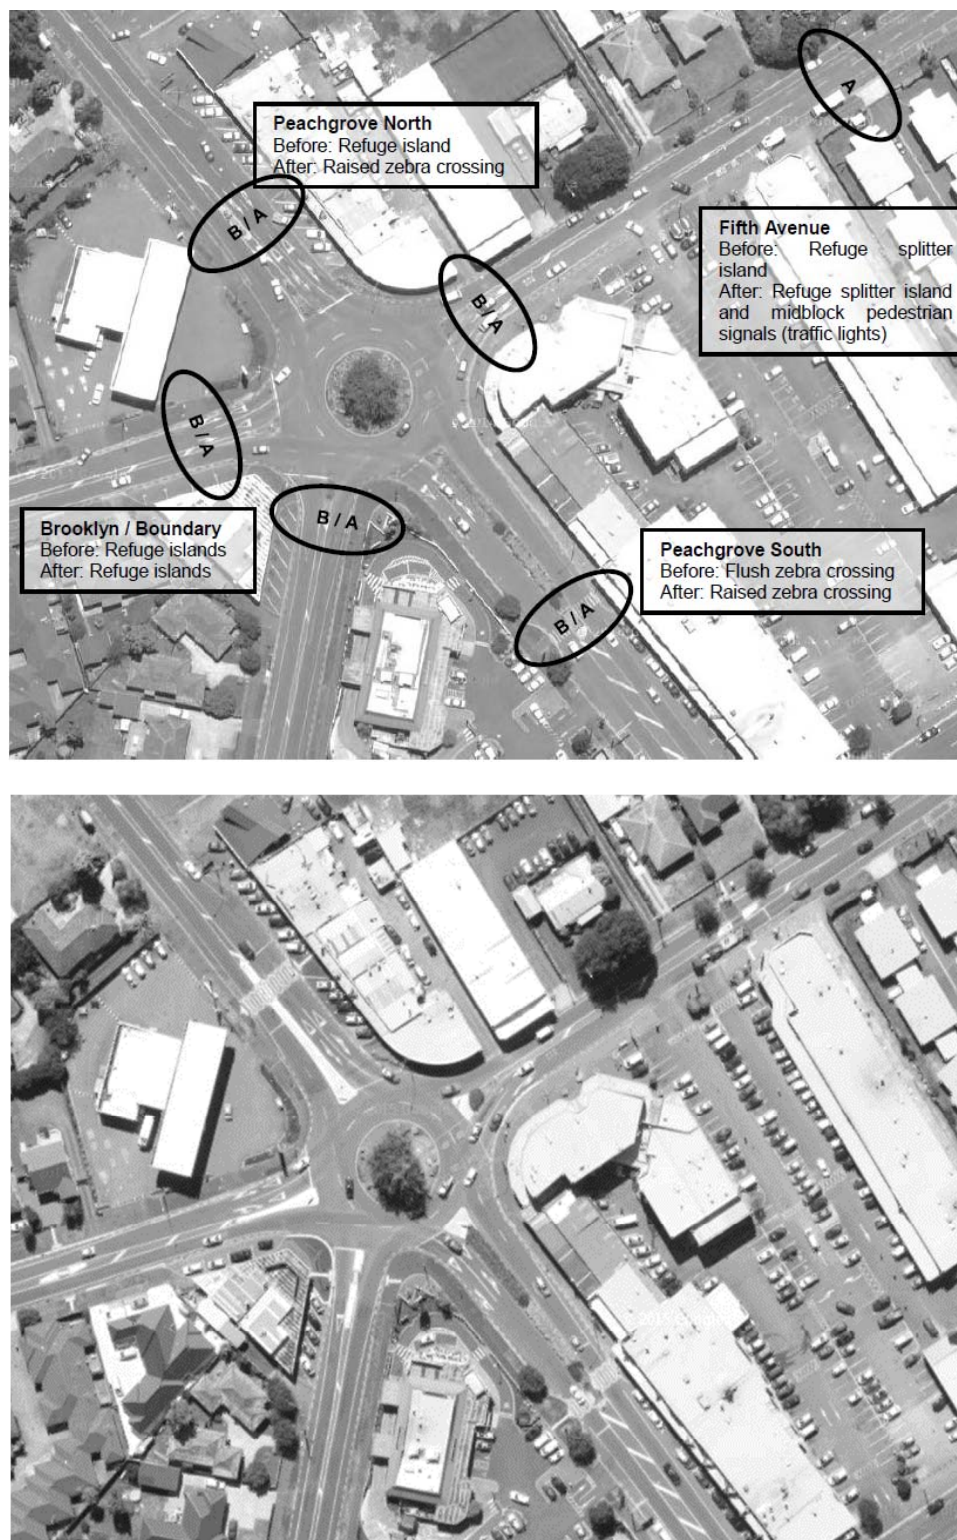 A
Peachgrove North
Before: Refuge island
After: Raised zebra crossing
B / A
Fifth Avenue
Before: Refuge splitter
island
After: Refuge splitter island
and midblock pedestrian
signals (traffic lights)
B / A
B / A
Brooklyn / Boundary
Before: Refuge islands
After: Refuge islands
B / A
Peachgrove South
Before: Flush zebra crossing
After: Raised zebra crossing
B / A